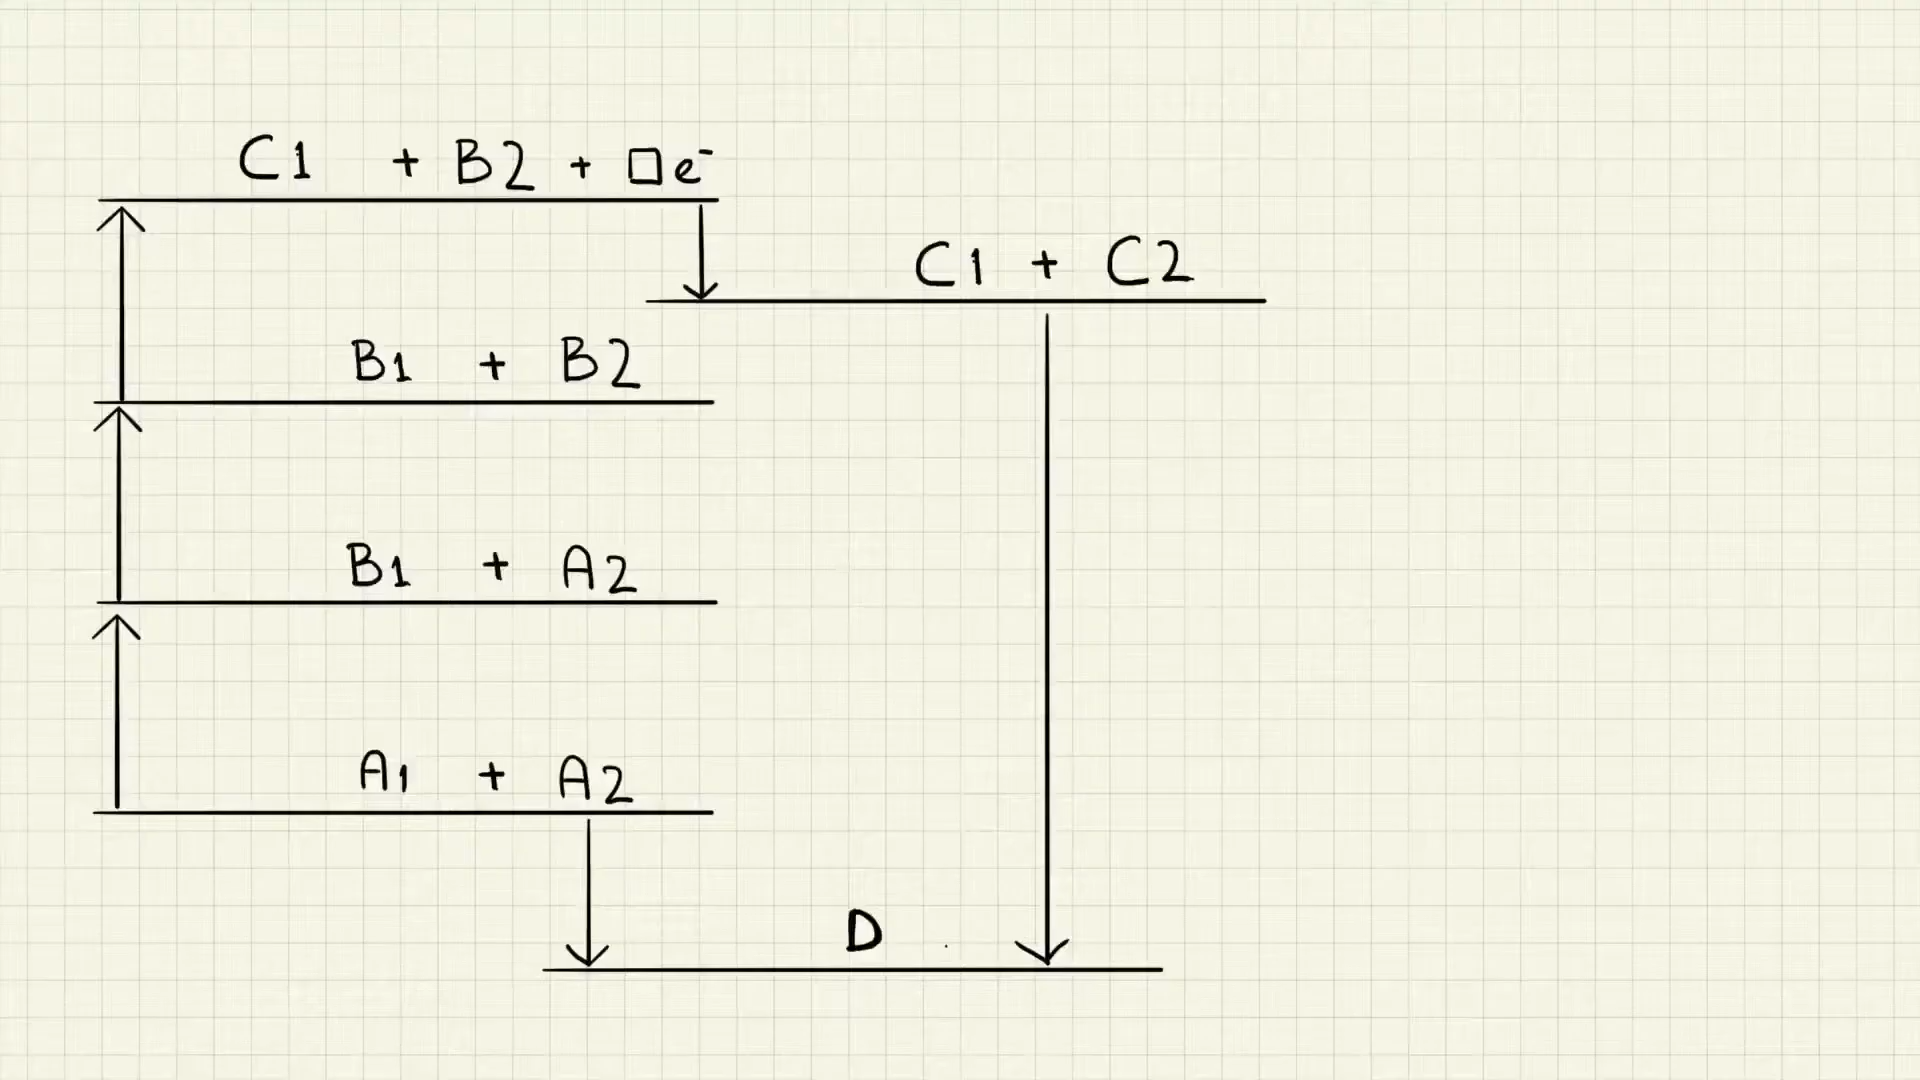 C1 + B2 + □e⁻
C1 + C2
B1 + B2
B1 + A2
A1 + A2
D